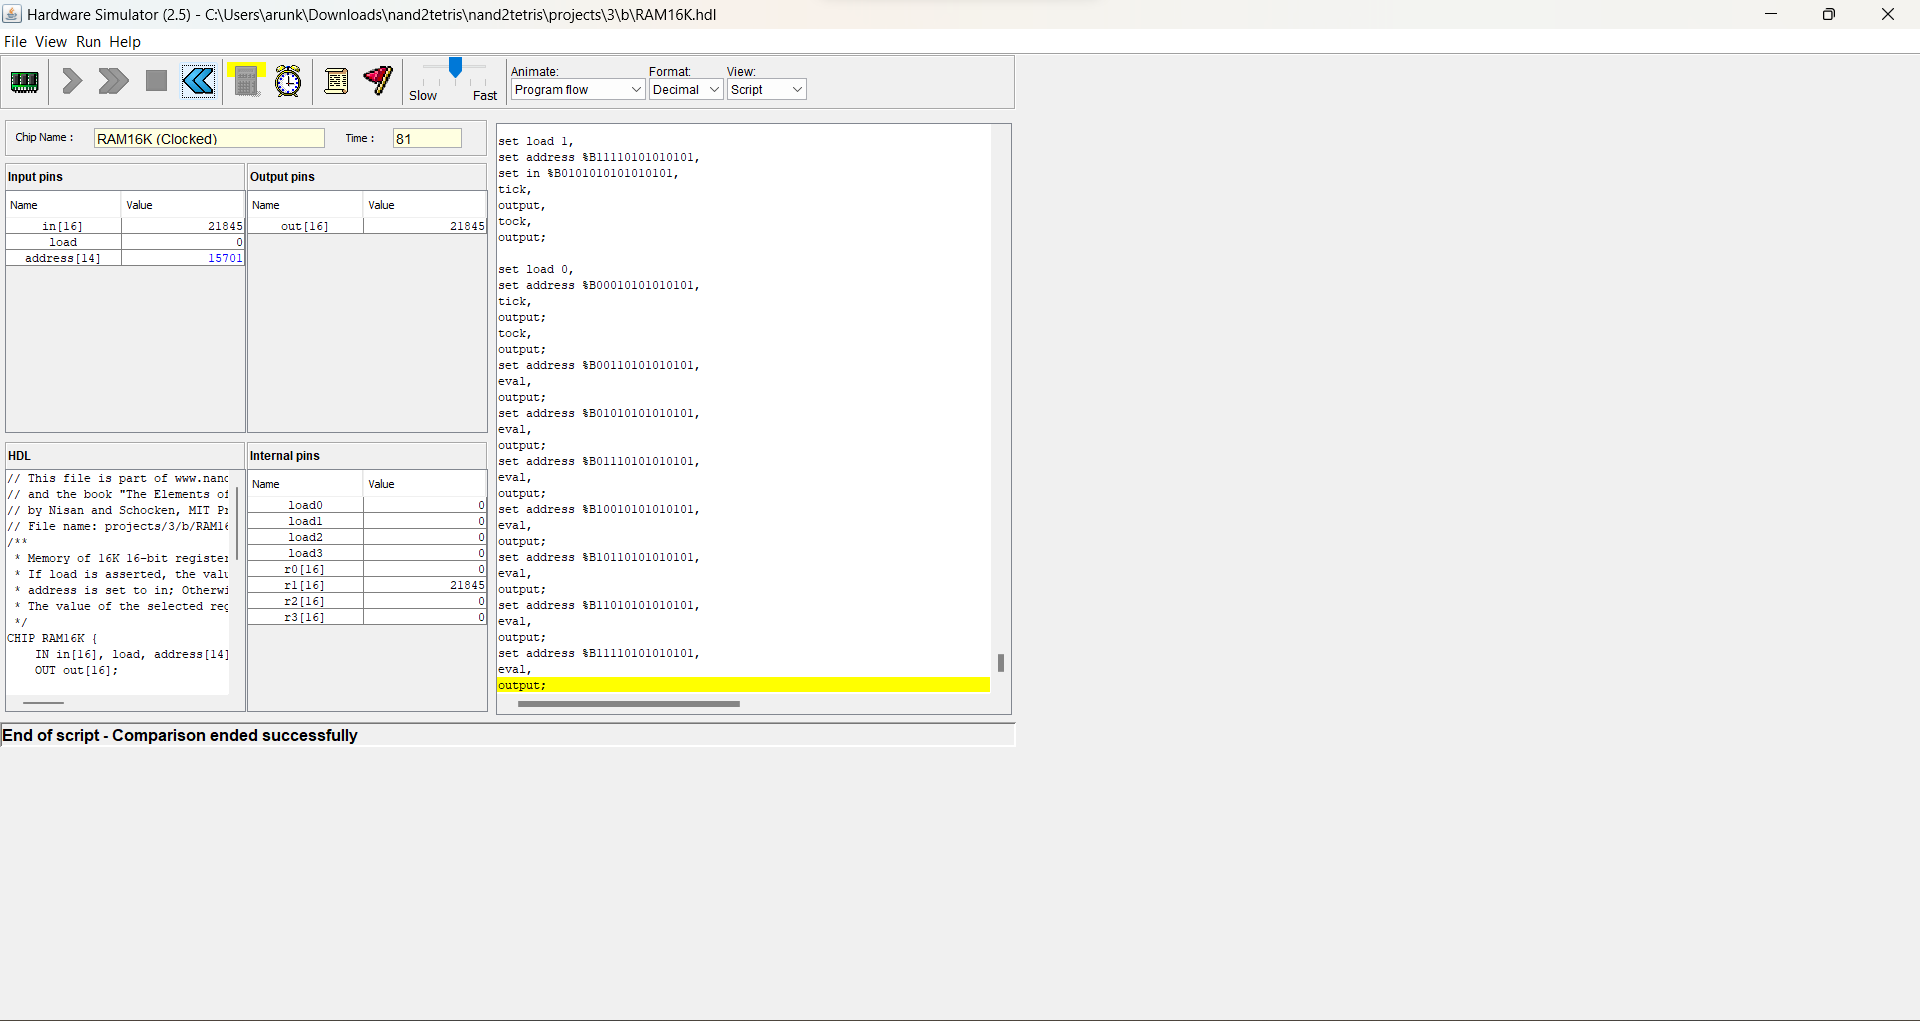 Hardware Simulator (2.5) - C:\Users\arunk\Downloads\nand2tetris\nand2tetris\projects\3\b\RAM16K.hdl
File View Run Help
Slow Fast
Animate:
Program flow
Format:
Decimal
View:
Script
Chip Name :
RAM16K (Clocked)
Time :
81
Input pins
Name Value
in[16] 21845
load 0
address[14] 15701
Output pins
Name Value
out[16] 21845
HDL
// This file is part of www.nand
// and the book "The Elements of
// by Nisan and Schocken, MIT Pr
// File name: projects/3/b/RAM16
/**
* Memory of 16K 16-bit register
* If load is asserted, the valu
* address is set to in; Otherwi
* The value of the selected reg
*/
CHIP RAM16K {
IN in[16], load, address[14]
OUT out[16];
Internal pins
Name Value
load0 0
load1 0
load2 0
load3 0
r0[16] 0
r1[16] 21845
r2[16] 0
r3[16] 0
set load 1,
set address %B11110101010101,
set in %B0101010101010101,
tick,
output,
tock,
output;
set load 0,
set address %B00010101010101,
tick,
output;
tock,
output;
set address %B00110101010101,
eval,
output;
set address %B01010101010101,
eval,
output;
set address %B01110101010101,
eval,
output;
set address %B10010101010101,
eval,
output;
set address %B10110101010101,
eval,
output;
set address %B11010101010101,
eval,
output;
set address %B11110101010101,
eval,
output;
End of script - Comparison ended successfully